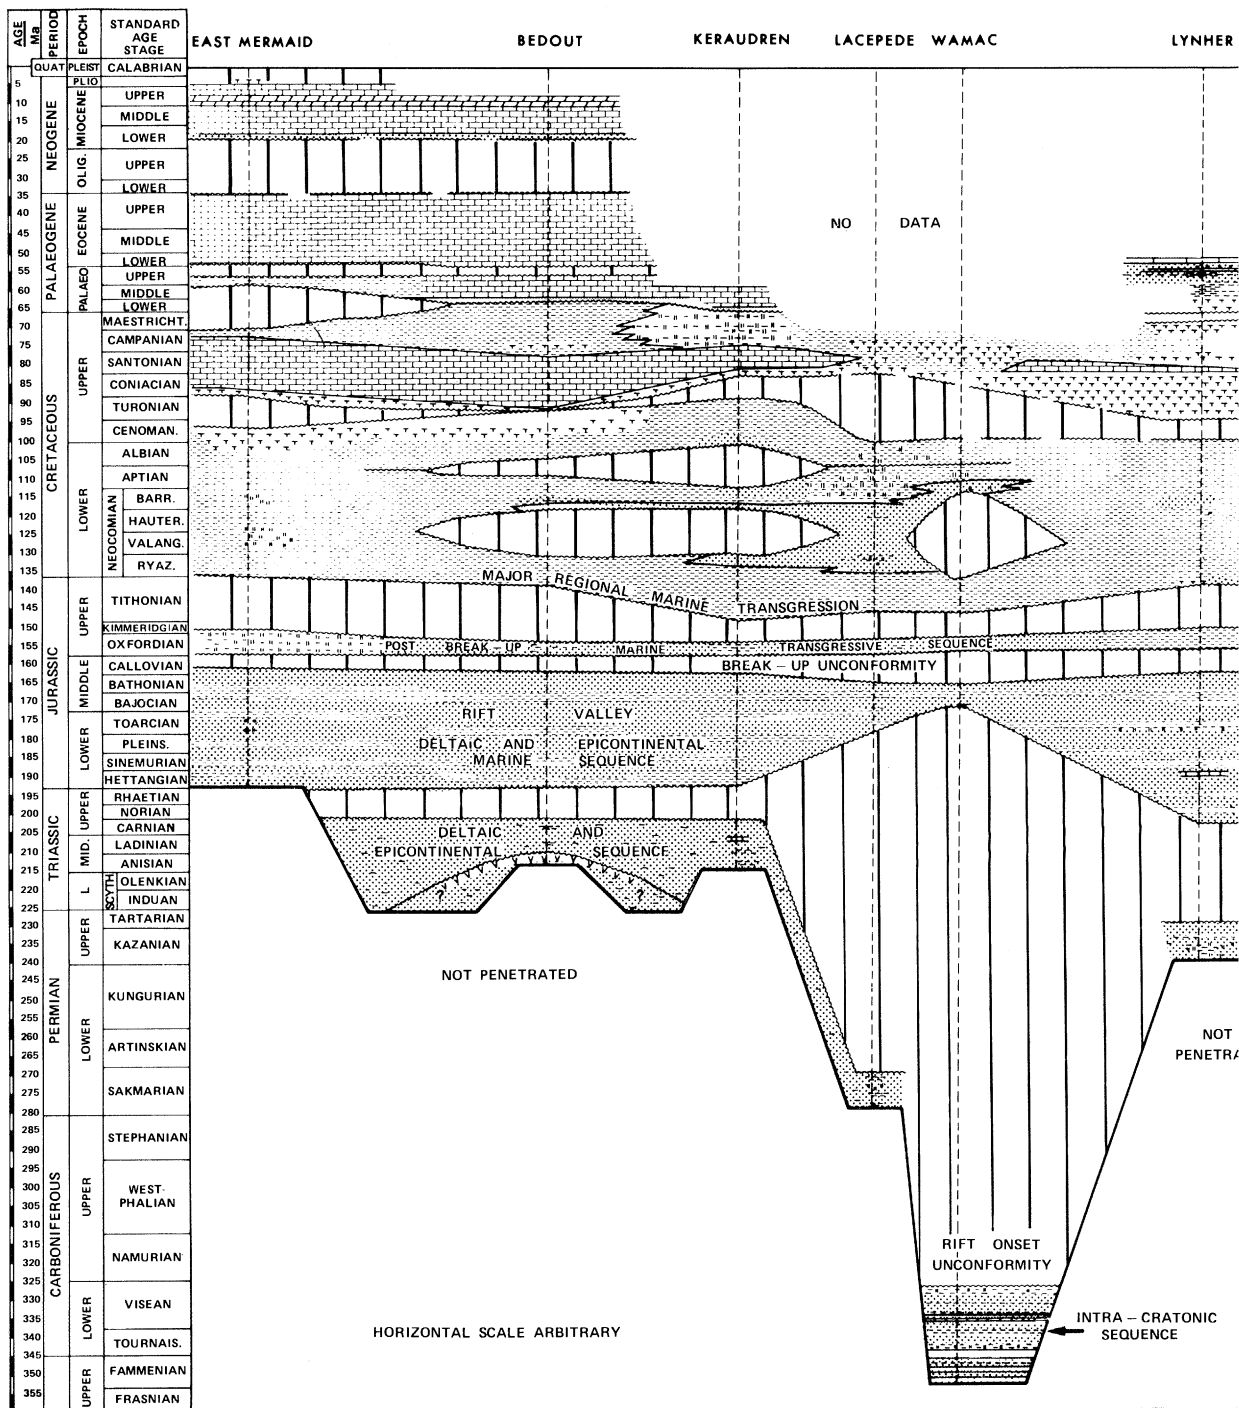 AGE Ma
PERIOD
EPOCH
STANDARD
AGE
STAGE
EAST MERMAID
BEDOUT
KERAUDREN
LACEPEDE
WAMAC
LYNHER
QUAT
PLEIST
CALABRIAN
PLIO
5
10
15
20
25
30
35
40
45
50
55
60
65
70
75
80
85
90
95
100
105
110
115
120
125
130
135
140
145
150
155
160
165
170
175
180
185
190
195
200
205
210
215
220
225
230
235
240
245
250
255
260
265
270
275
280
285
290
295
300
305
310
315
320
325
330
335
340
345
350
355
NEOGENE
PALAEOGENE
CRETACEOUS
JURASSIC
TRIASSIC
PERMIAN
CARBONIFEROUS
MIOCENE
OLIG.
EOCENE
PALAEO
UPPER
LOWER
NEOCOMIAN
UPPER
MIDDLE
LOWER
UPPER
MID.
L
SCYTH
UPPER
LOWER
UPPER
LOWER
UPPER
UPPER
MIDDLE
LOWER
UPPER
LOWER
UPPER
MIDDLE
LOWER
UPPER
MIDDLE
LOWER
MAESTRICHT.
CAMPANIAN
SANTONIAN
CONIACIAN
TURONIAN
CENOMAN.
ALBIAN
APTIAN
BARR.
HAUTER.
VALANG.
RYAZ.
TITHONIAN
KIMMERIDGIAN
OXFORDIAN
CALLOVIAN
BATHONIAN
BAJOCIAN
TOARCIAN
PLEINS.
SINEMURIAN
HETTANGIAN
RHAETIAN
NORIAN
CARNIAN
LADINIAN
ANISIAN
OLENKIAN
INDUAN
TARTARIAN
KAZANIAN
KUNGURIAN
ARTINSKIAN
SAKMARIAN
STEPHANIAN
WEST-
PHALIAN
NAMURIAN
VISEAN
TOURNAIS.
FAMMENIAN
FRASNIAN
NO DATA
MAJOR REGIONAL MARINE TRANSGRESSION
POST BREAK-UP MARINE TRANSGRESSIVE SEQUENCE
BREAK-UP UNCONFORMITY
RIFT VALLEY
DELTAIC AND EPICONTINENTAL
MARINE SEQUENCE
DELTAIC AND
EPICONTINENTAL SEQUENCE
? ?
NOT PENETRATED
NOT
PENETRA
RIFT ONSET
UNCONFORMITY
INTRA-CRATONIC
SEQUENCE
HORIZONTAL SCALE ARBITRARY